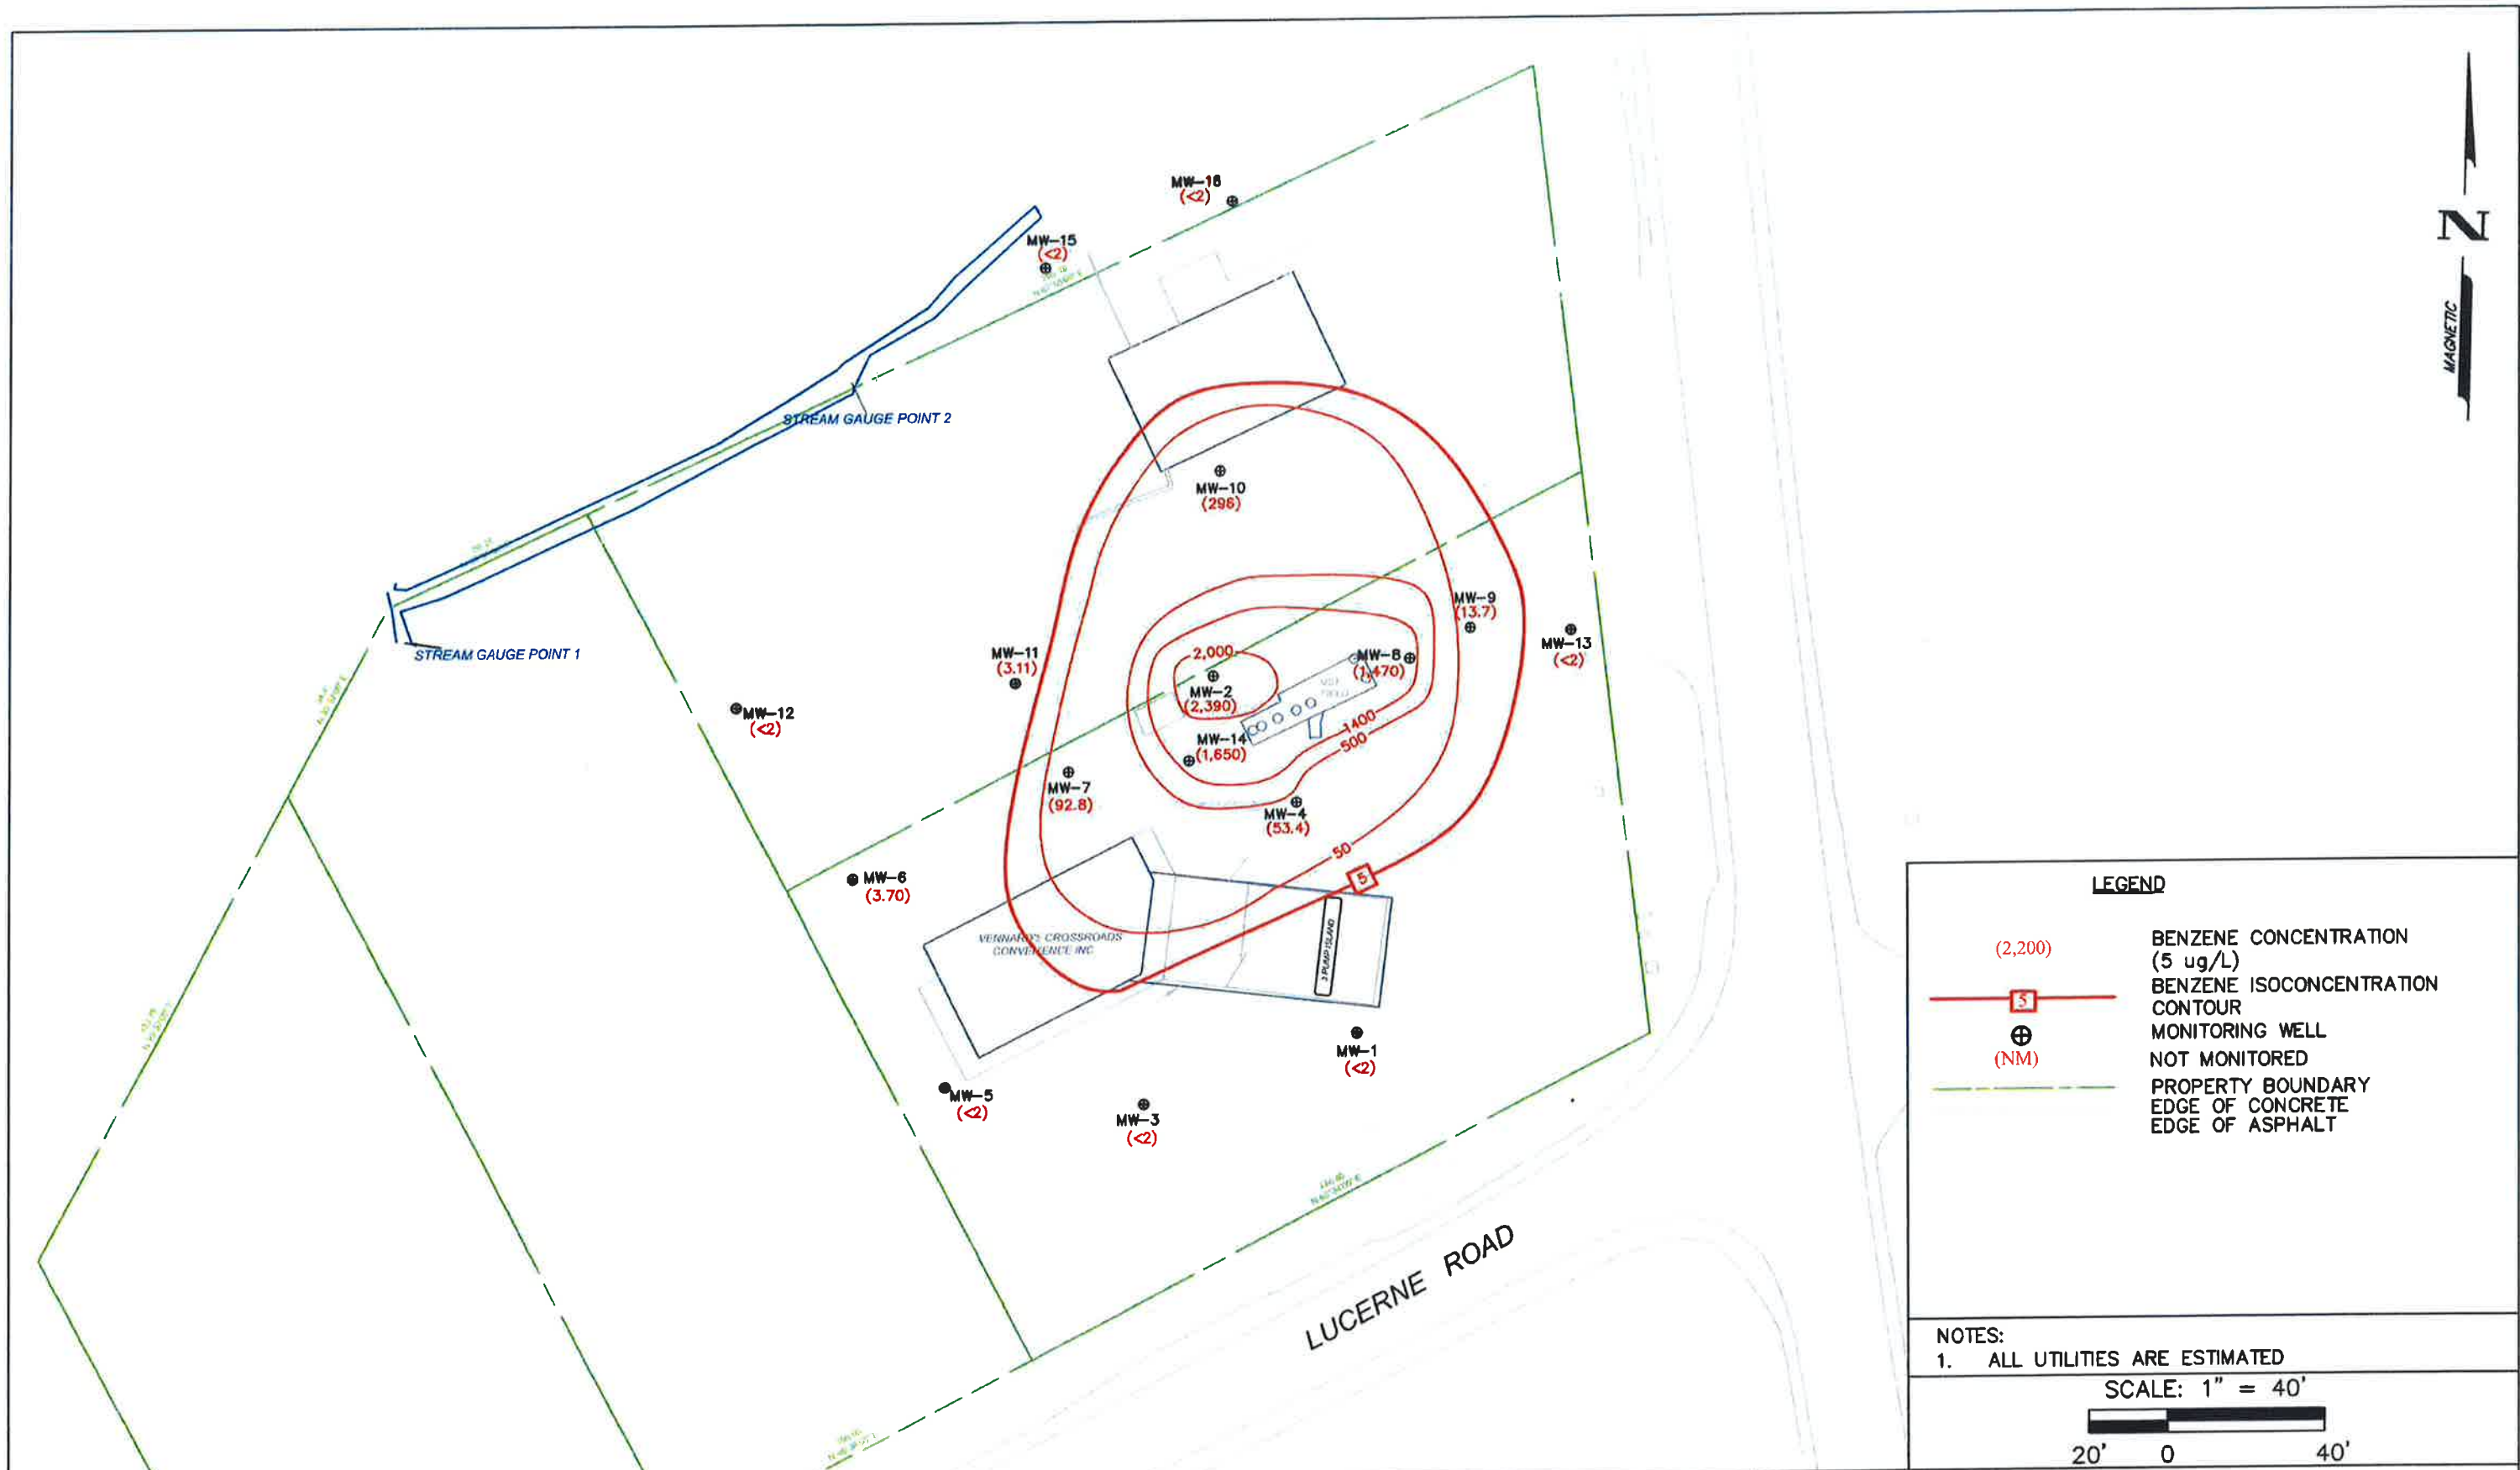 MW-16
(<2)
MW-15
(<2)
N
MAGNETIC
STREAM GAUGE POINT 2
MW-10
(296)
STREAM GAUGE POINT 1
MW-9
(13.7)
MW-13
(<2)
MW-11
(3.11)
2,000
MW-8
(1,470)
MW-2
(2,390)
MW-12
(<2)
1400
500
MW-14
(1,650)
MW-7
(92.8)
MW-4
(53.4)
50
5
MW-6
(3.70)
VENNARD'S CROSSROADS
CONVENIENCE INC
3 PUMP ISLAND
MW-1
(<2)
MW-5
(<2)
MW-3
(<2)
LUCERNE ROAD
LEGEND
(2,200)
BENZENE CONCENTRATION
(5 ug/L)
5
BENZENE ISOCONCENTRATION
CONTOUR
MONITORING WELL
(NM)
NOT MONITORED
PROPERTY BOUNDARY
EDGE OF CONCRETE
EDGE OF ASPHALT
NOTES:
1. ALL UTILITIES ARE ESTIMATED
SCALE: 1" = 40'
20' 0 40'